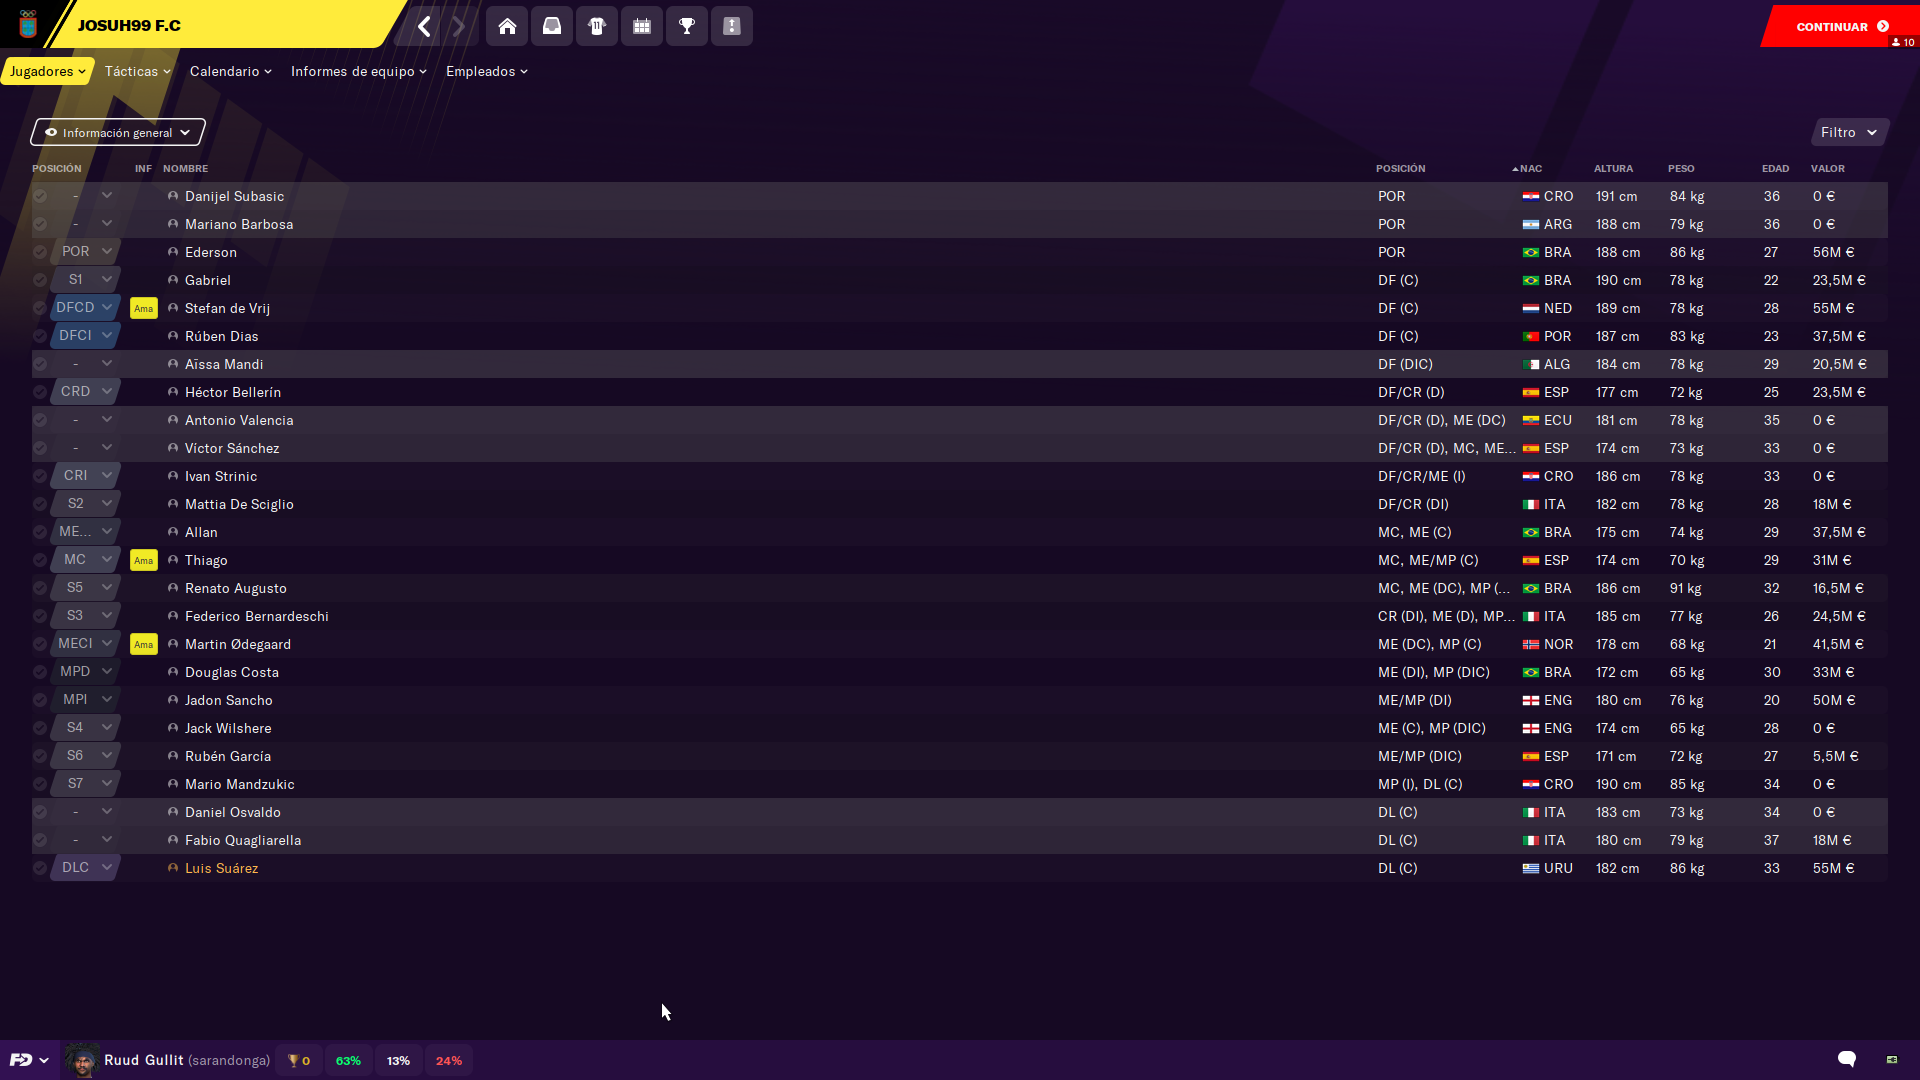 JOSUH99 F.C
CONTINUAR
10
Jugadores Tácticas Calendario Informes de equipo Empleados
Información general Filtro
POSICIÓN INF NOMBRE POSICIÓN NAC ALTURA PESO EDAD VALOR
- Danijel Subasic POR CRO 191 cm 84 kg 36 0 €
- Mariano Barbosa POR ARG 188 cm 79 kg 36 0 €
POR Ederson POR BRA 188 cm 86 kg 27 56M €
S1 Gabriel DF (C) BRA 190 cm 78 kg 22 23,5M €
DFCD Ama Stefan de Vrij DF (C) NED 189 cm 78 kg 28 55M €
DFCI Rúben Dias DF (C) POR 187 cm 83 kg 23 37,5M €
- Aïssa Mandi DF (DIC) ALG 184 cm 78 kg 29 20,5M €
CRD Héctor Bellerín DF/CR (D) ESP 177 cm 72 kg 25 23,5M €
- Antonio Valencia DF/CR (D), ME (DC) ECU 181 cm 78 kg 35 0 €
- Víctor Sánchez DF/CR (D), MC, ME... ESP 174 cm 73 kg 33 0 €
CRI Ivan Strinic DF/CR/ME (I) CRO 186 cm 78 kg 33 0 €
S2 Mattia De Sciglio DF/CR (DI) ITA 182 cm 78 kg 28 18M €
ME... Allan MC, ME (C) BRA 175 cm 74 kg 29 37,5M €
MC Ama Thiago MC, ME/MP (C) ESP 174 cm 70 kg 29 31M €
S5 Renato Augusto MC, ME (DC), MP (... BRA 186 cm 91 kg 32 16,5M €
S3 Federico Bernardeschi CR (DI), ME (D), MP... ITA 185 cm 77 kg 26 24,5M €
MECI Ama Martin Ødegaard ME (DC), MP (C) NOR 178 cm 68 kg 21 41,5M €
MPD Douglas Costa ME (DI), MP (DIC) BRA 172 cm 65 kg 30 33M €
MPI Jadon Sancho ME/MP (DI) ENG 180 cm 76 kg 20 50M €
S4 Jack Wilshere ME (C), MP (DIC) ENG 174 cm 65 kg 28 0 €
S6 Rubén García ME/MP (DIC) ESP 171 cm 72 kg 27 5,5M €
S7 Mario Mandzukic MP (I), DL (C) CRO 190 cm 85 kg 34 0 €
- Daniel Osvaldo DL (C) ITA 183 cm 73 kg 34 0 €
- Fabio Quagliarella DL (C) ITA 180 cm 79 kg 37 18M €
DLC Luis Suárez DL (C) URU 182 cm 86 kg 33 55M €
Ruud Gullit (sarandonga) 0 63% 13% 24%